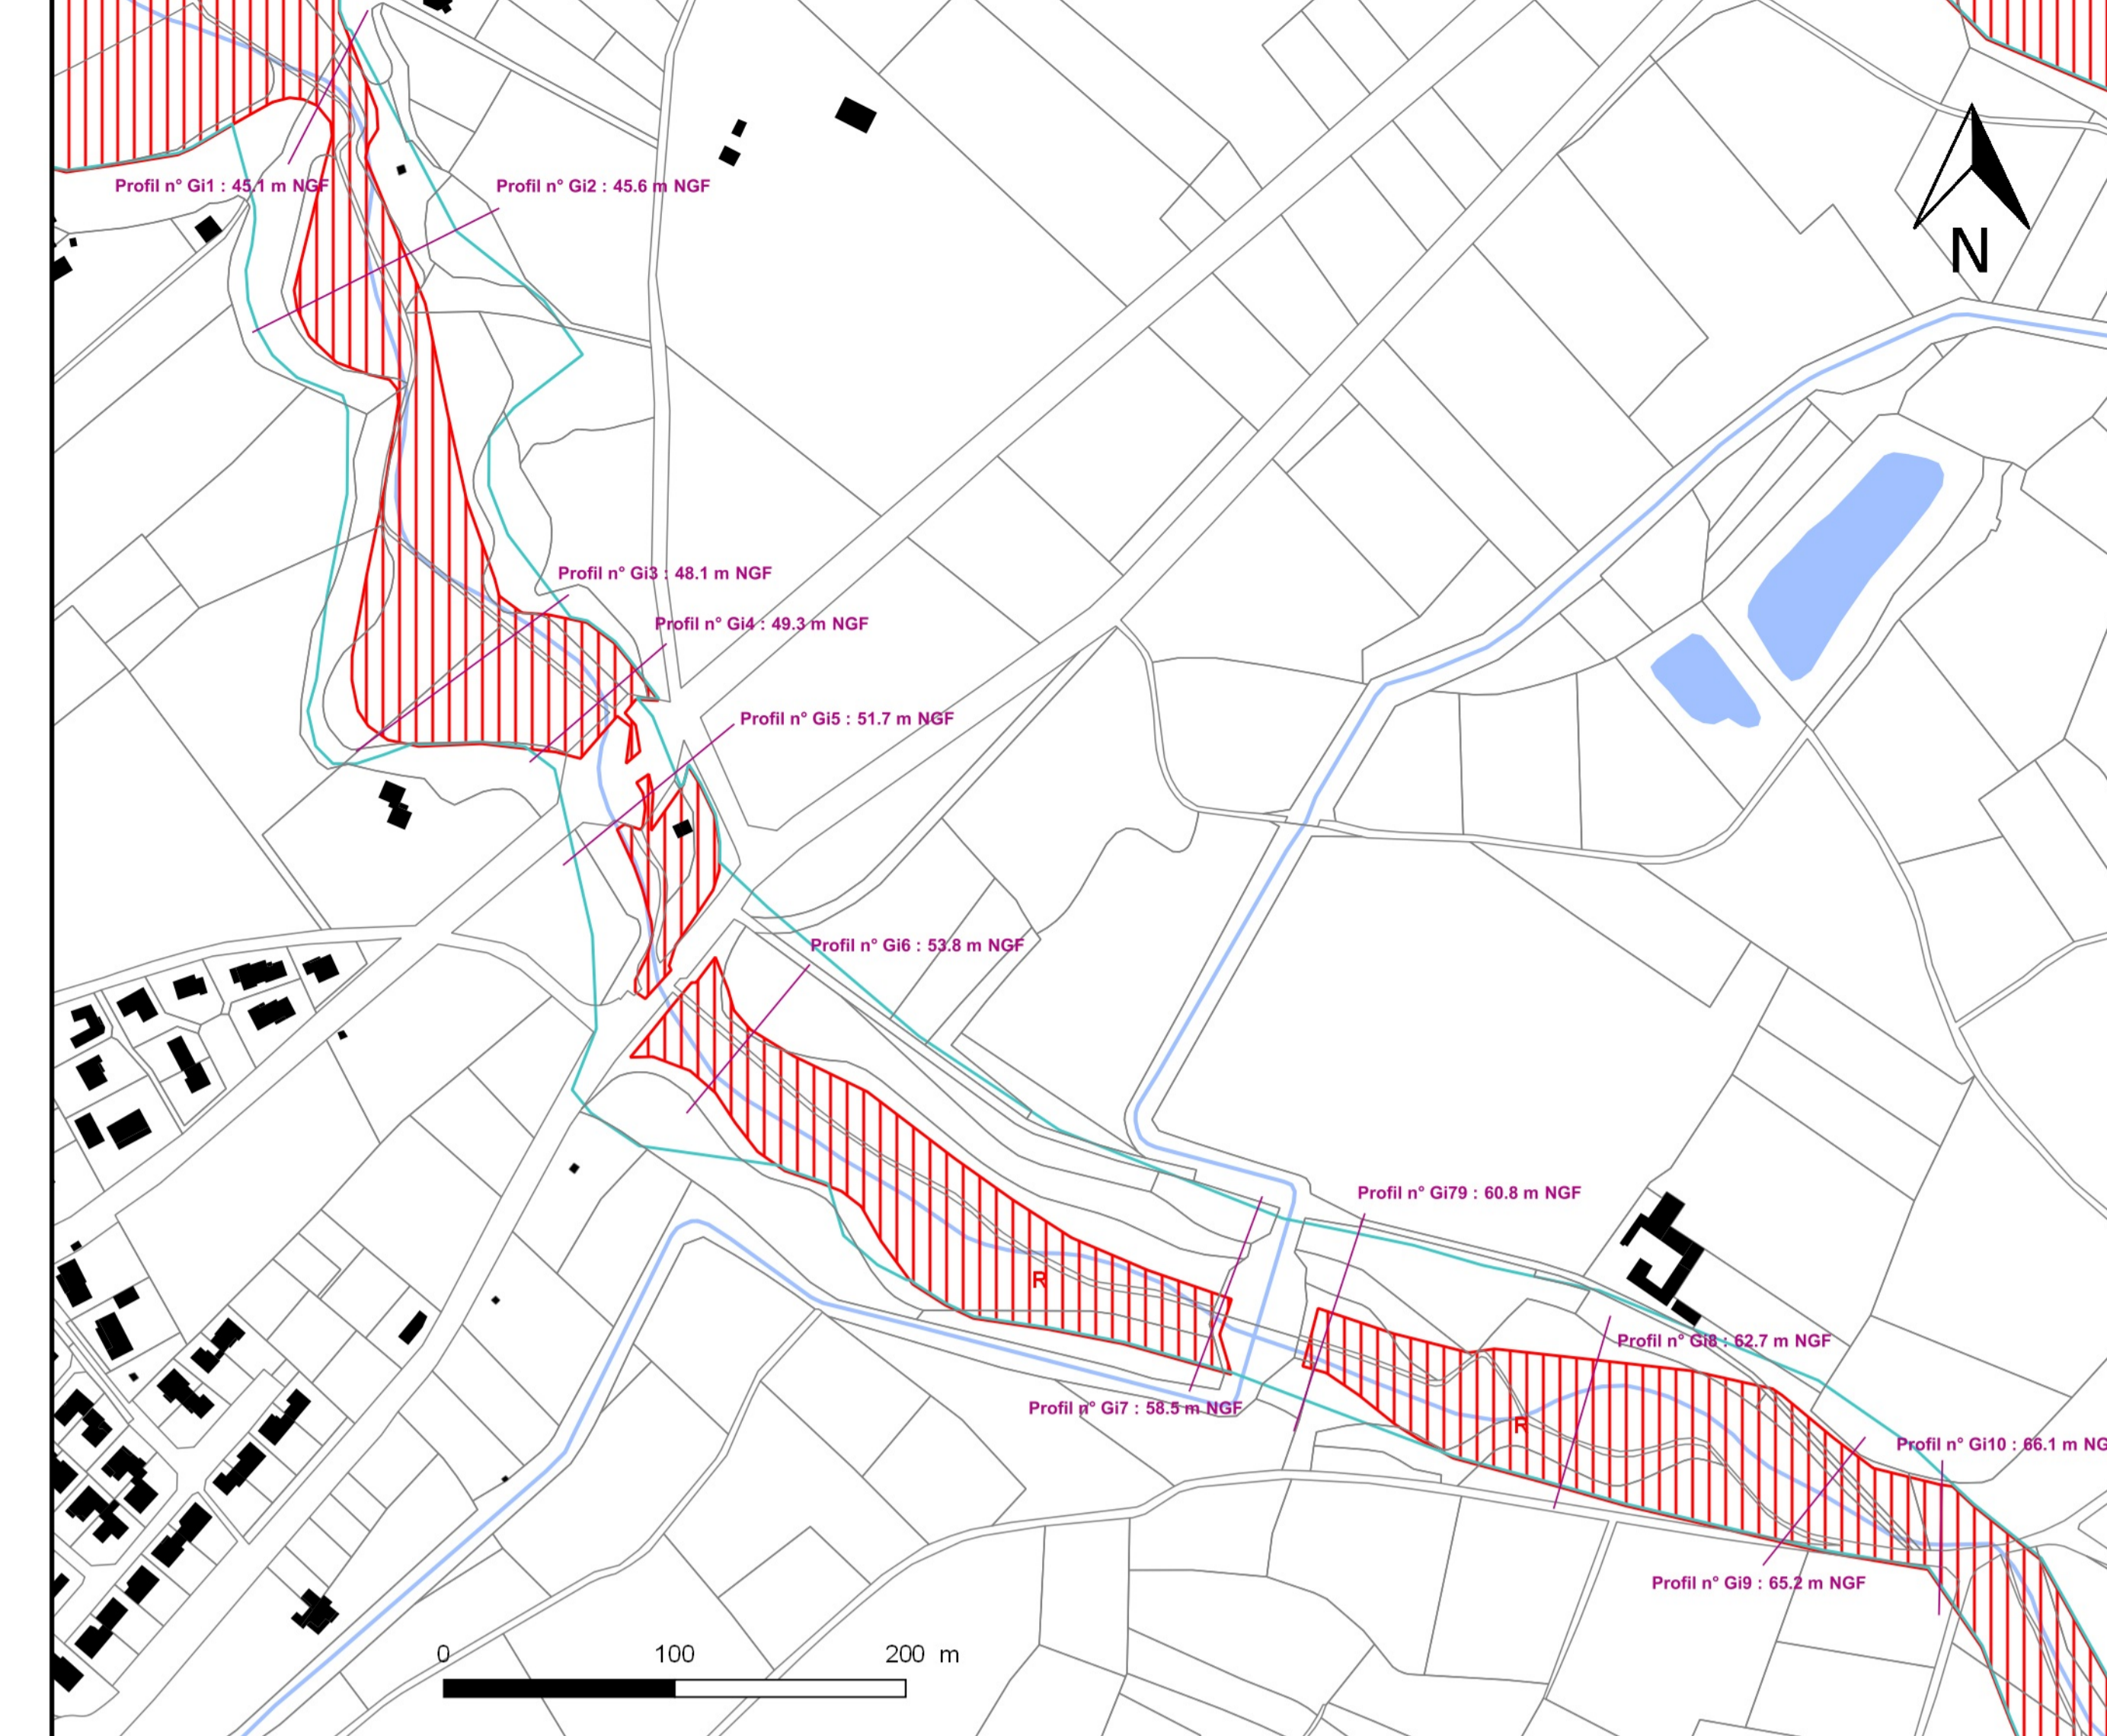 Profil n° Gi1 : 45.1 m NGF
Profil n° Gi2 : 45.6 m NGF
N
Profil n° Gi3 : 48.1 m NGF
Profil n° Gi4 : 49.3 m NGF
Profil n° Gi5 : 51.7 m NGF
Profil n° Gi6 : 53.8 m NGF
Profil n° Gi79 : 60.8 m NGF
R
Profil n° Gi8 : 62.7 m NGF
Profil n° Gi7 : 58.5 m NGF
R
Profil n° Gi10 : 66.1 m NG
Profil n° Gi9 : 65.2 m NGF
0 100 200 m